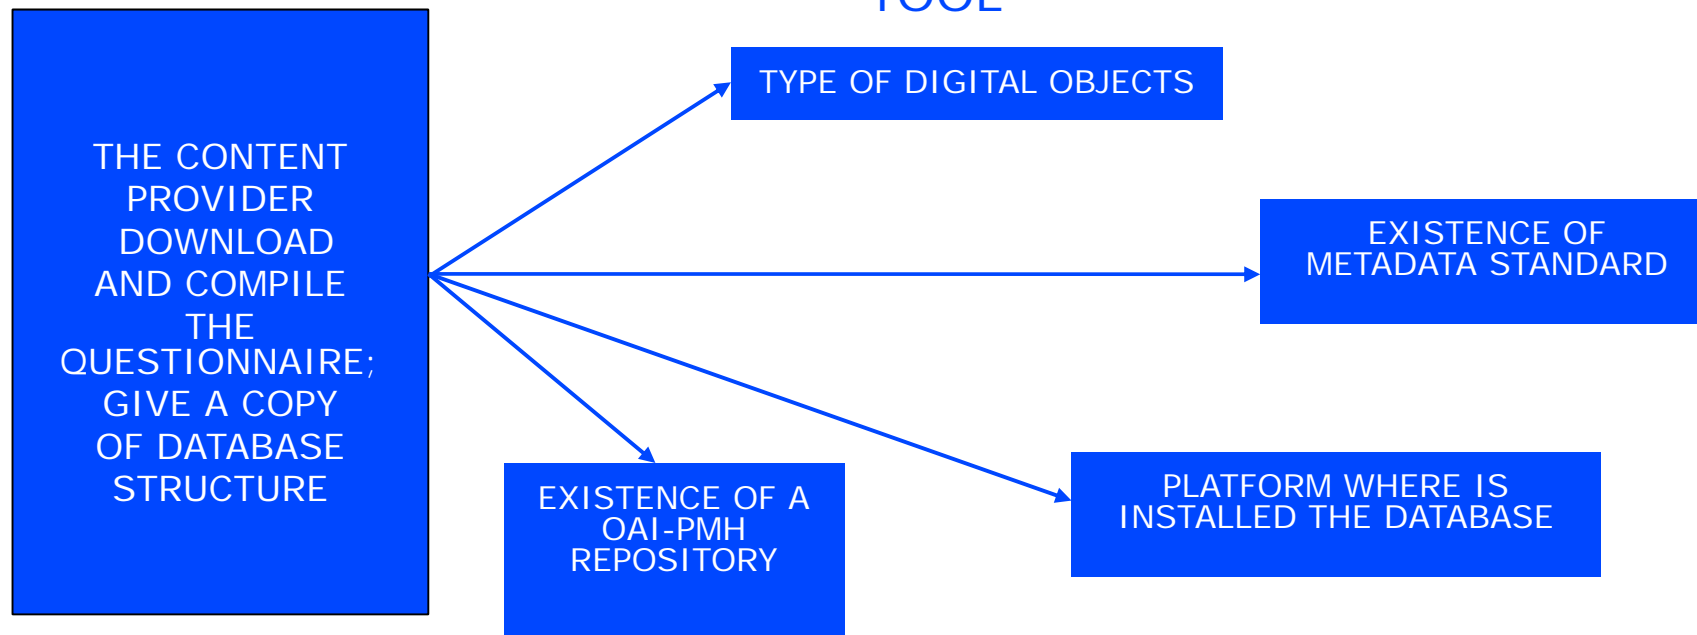 TOOL
THE CONTENT
PROVIDER
DOWNLOAD
AND COMPILE
THE
QUESTIONNAIRE;
GIVE A COPY
OF DATABASE
STRUCTURE
TYPE OF DIGITAL OBJECTS
EXISTENCE OF
METADATA STANDARD
EXISTENCE OF A
OAI-PMH
REPOSITORY
PLATFORM WHERE IS
INSTALLED THE DATABASE